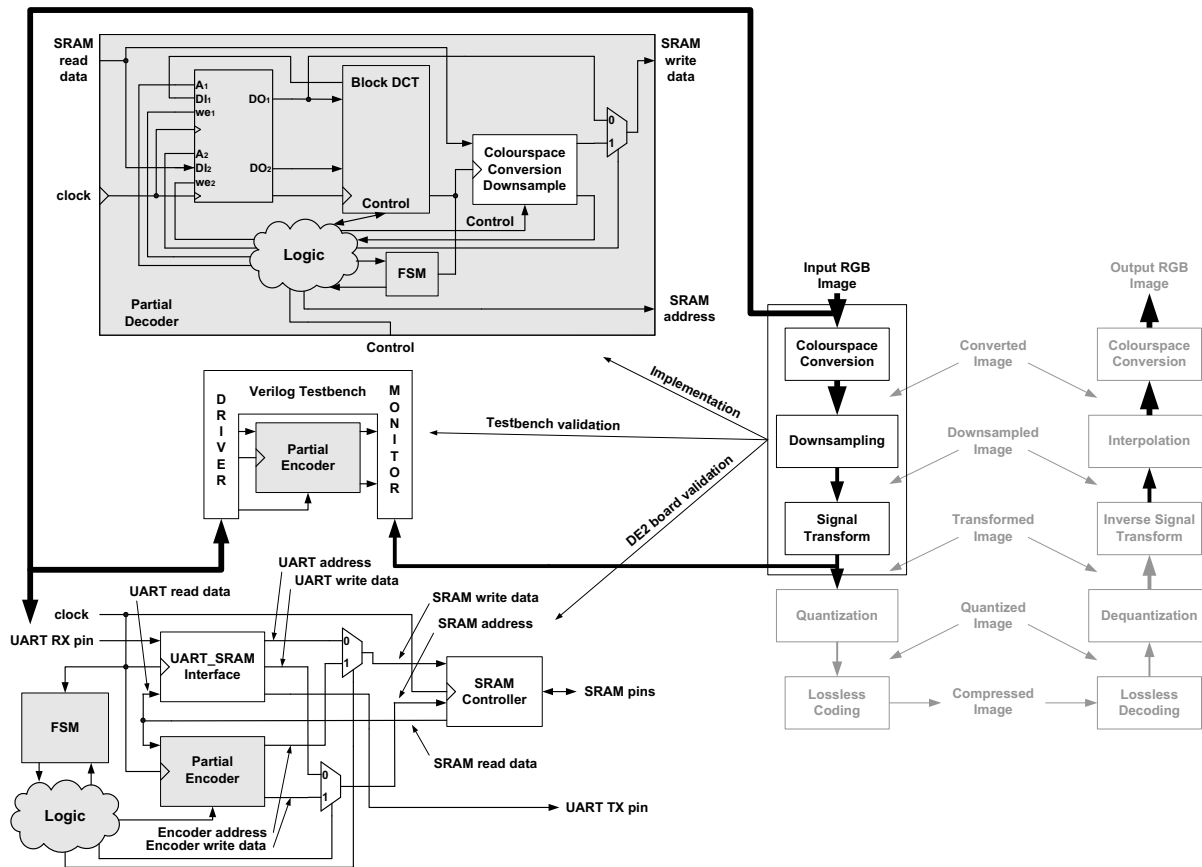 SRAM
read
data
SRAM
write
data
A1
DI1
we1
A2
DI2
we2
DO1
DO2
Block DCT
0
1
Colourspace
Conversion
Downsample
clock
Control
Control
Logic
FSM
Partial
Decoder
SRAM
address
Control
Input RGB
Image
Output RGB
Image
Colourspace
Conversion
Converted
Image
Colourspace
Conversion
Implementation
Verilog Testbench
DRIVER
MONITOR
Partial
Encoder
Testbench validation
DE2 board validation
Downsampling
Downsampled
Image
Interpolation
Signal
Transform
Transformed
Image
Inverse Signal
Transform
Quantization
Quantized
Image
Dequantization
Lossless
Coding
Compressed
Image
Lossless
Decoding
UART address
UART write data
UART read data
SRAM write data
SRAM address
clock
UART RX pin
UART_SRAM
Interface
0
1
SRAM
Controller
SRAM pins
FSM
Partial
Encoder
0
1
SRAM read data
Logic
UART TX pin
Encoder address
Encoder write data